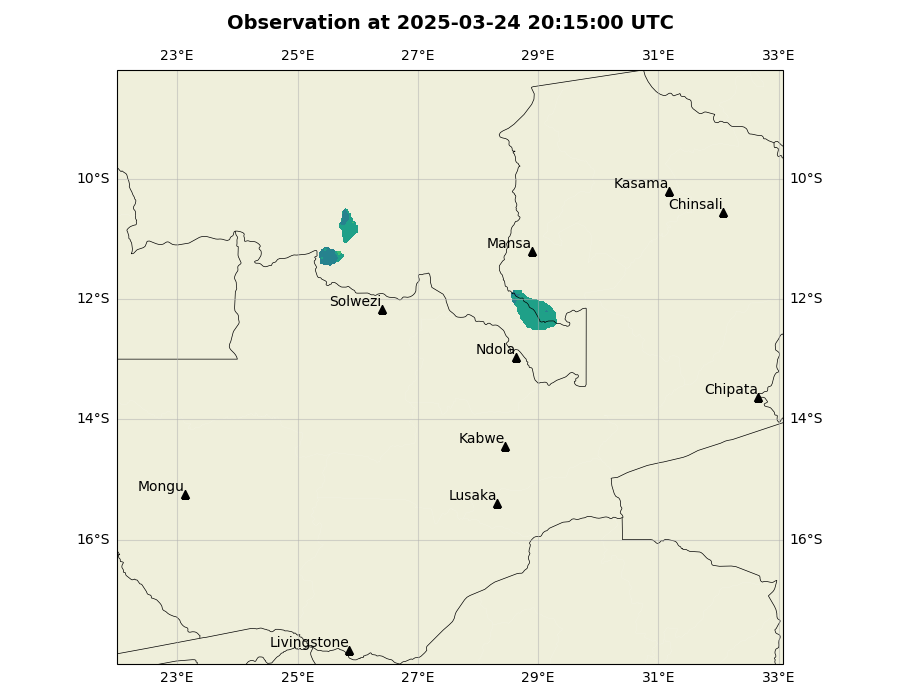 Observation at 2025-03-24 20:15:00 UTC
23°E 25°E 27°E 29°E 31°E 33°E
10°S 10°S
Kasama
Chinsali
Mansa
12°S 12°S
Solwezi
Ndola
Chipata
14°S 14°S
Kabwe
Mongu
Lusaka
16°S 16°S
Livingstone
23°E 25°E 27°E 29°E 31°E 33°E